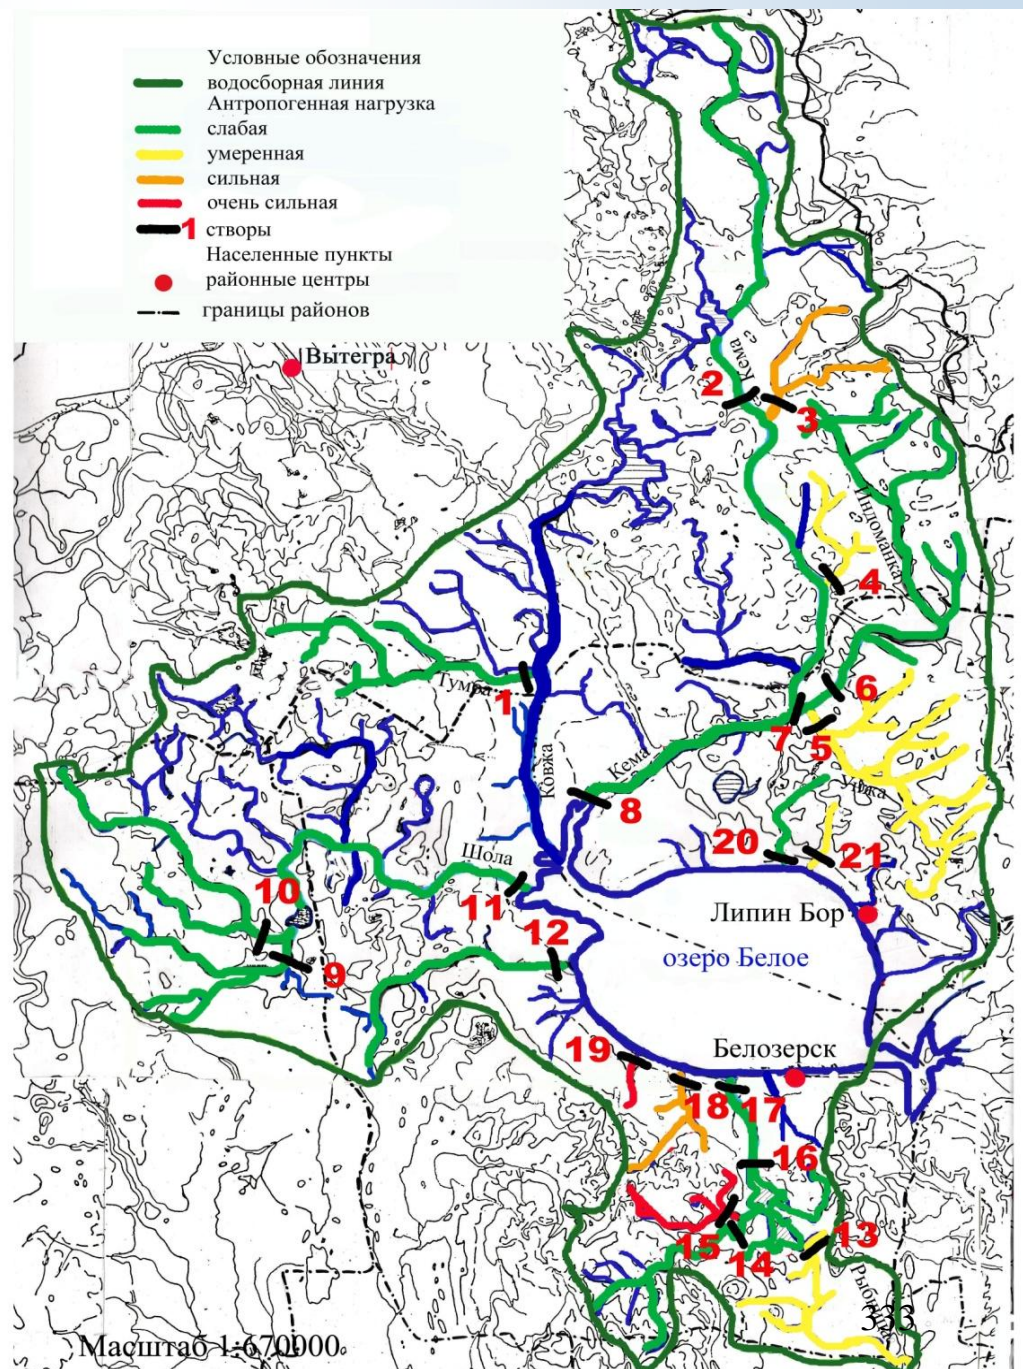 Условные обозначения
водосборная линия
Антропогенная нагрузка
слабая
умеренная
сильная
очень сильная
1 створы
Населенные пункты
районные центры
границы районов
Вытегра
Кема
2
3
Индоманка
4
Тумба
1
6
7
5
Ковжа
Кема
8
Уйка
20
21
Шола
10
11
Липин Бор
12
озеро Белое
9
Белозерск
19
18
17
16
15
14
13
333
Масштаб 1:670000